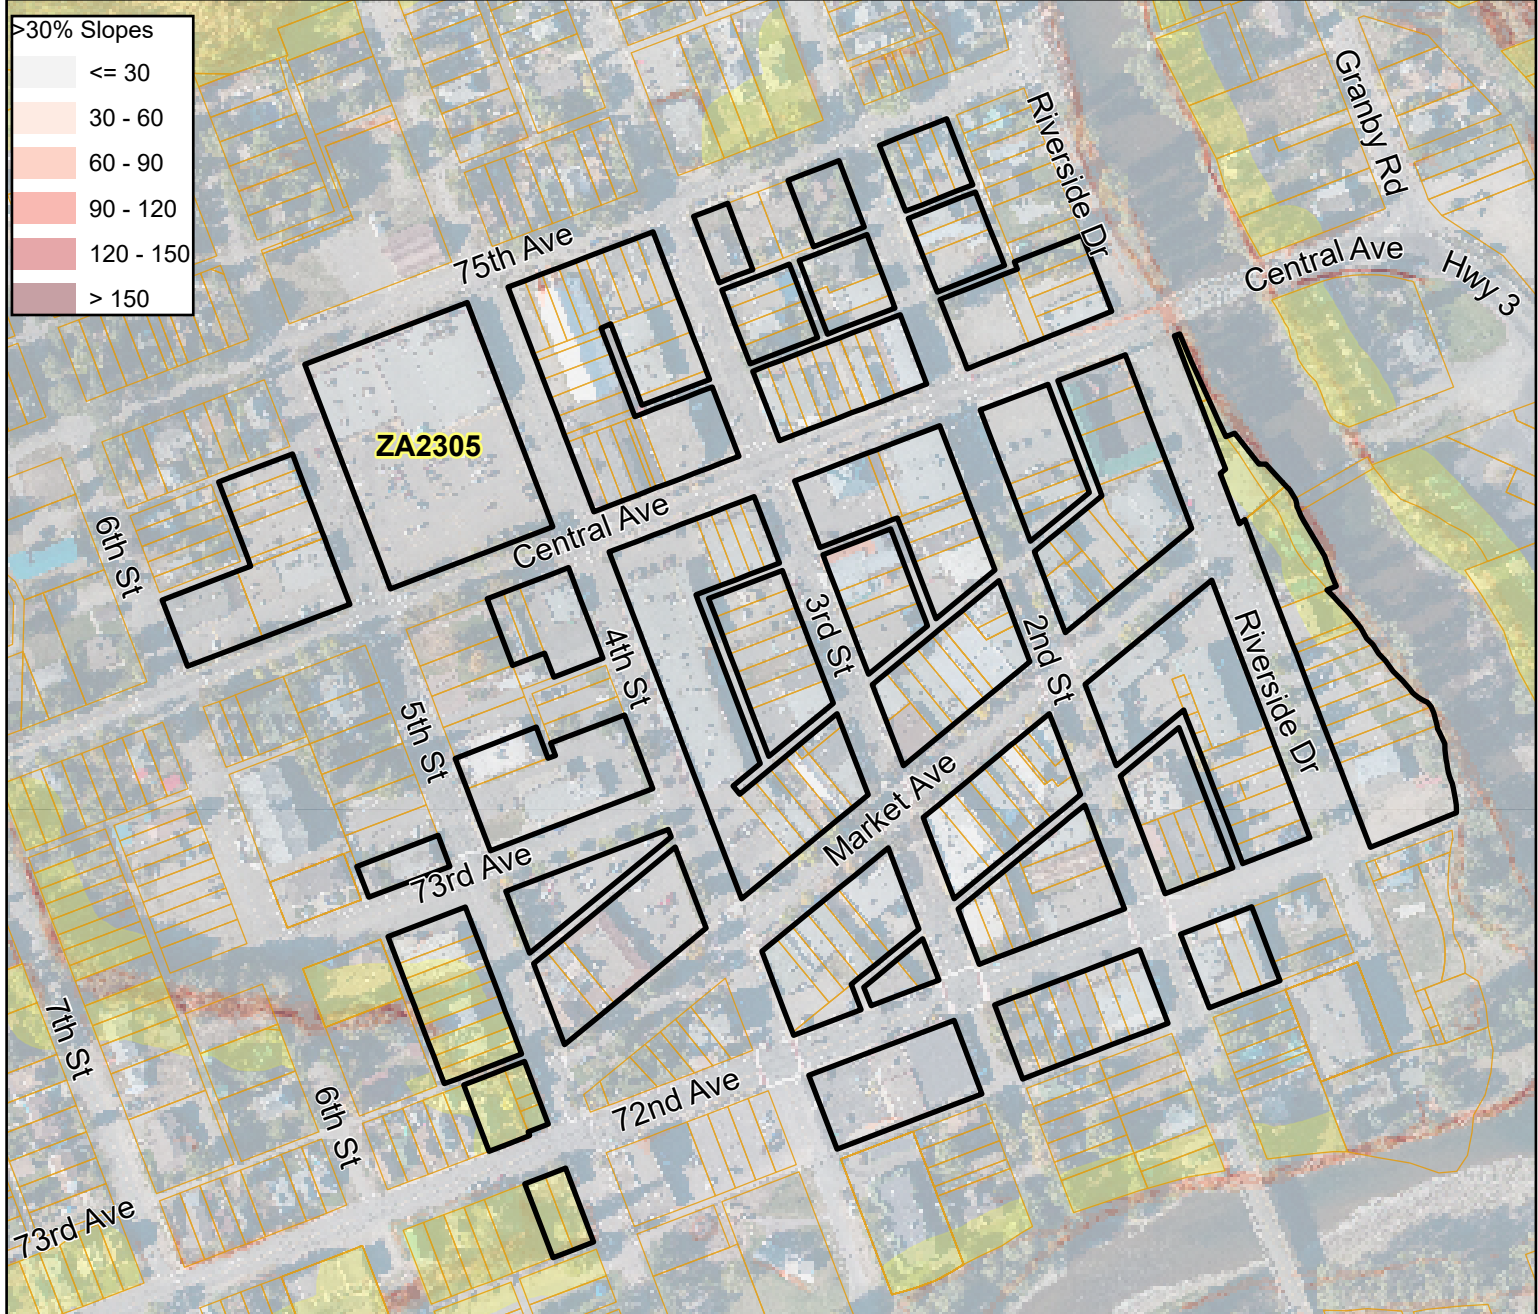 >30% Slopes
<= 30
30 - 60
60 - 90
90 - 120
120 - 150
> 150
Granby Rd
Riverside Dr
75th Ave
Central Ave
Hwy 3
ZA2305
6th St
Central Ave
3rd St
4th St
2nd St
Riverside Dr
5th St
Market Ave
73rd Ave
7th St
6th St
72nd Ave
73rd Ave